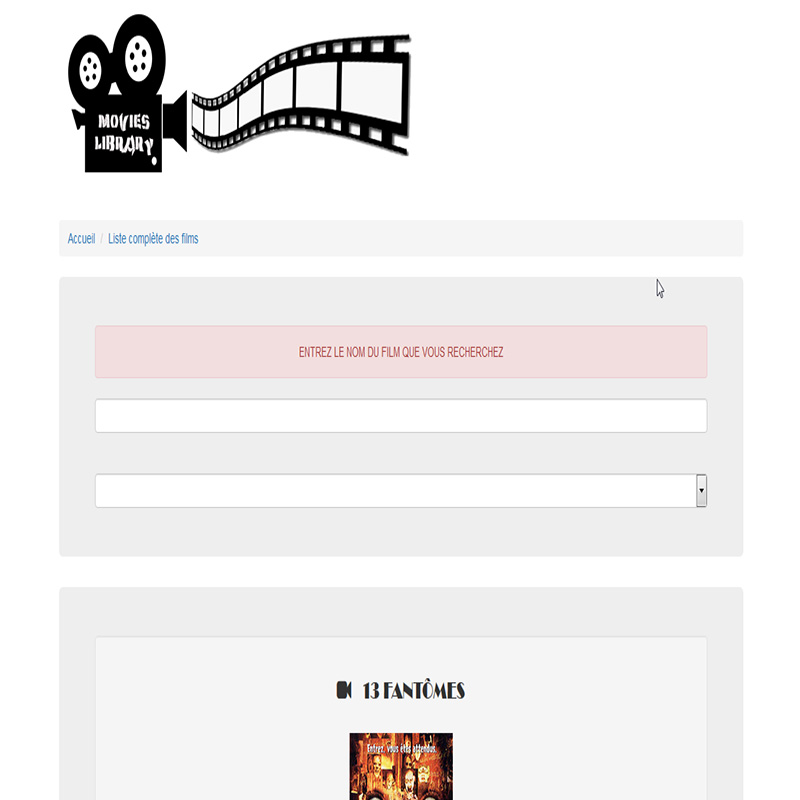 MOVIES
LIBRARY
Accueil / Liste complète des films
ENTREZ LE NOM DU FILM QUE VOUS RECHERCHEZ
13 FANTÔMES
Entrez, vous êtes attendus.